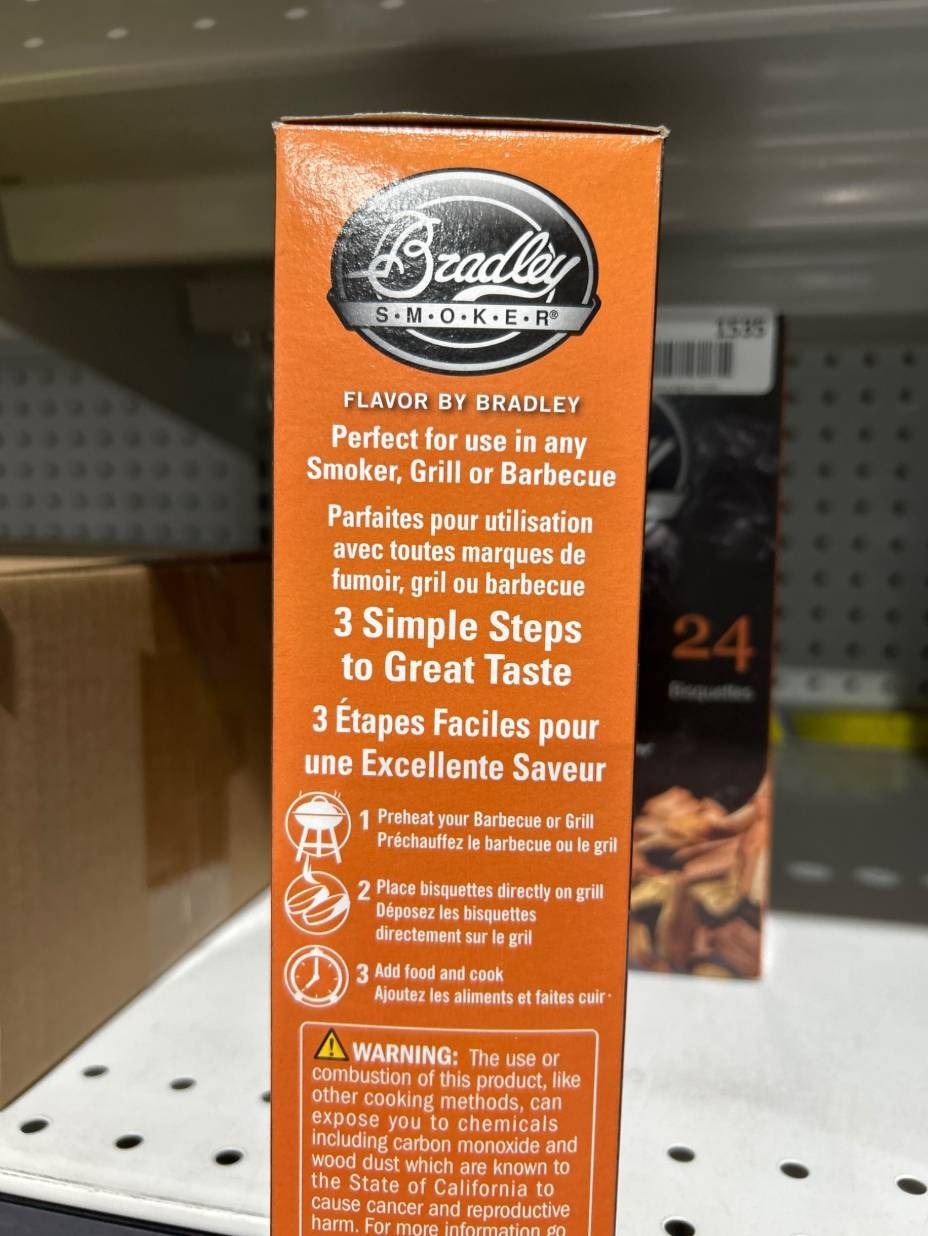 Bradley
S•M•O•K•E•R®
FLAVOR BY BRADLEY
Perfect for use in any
Smoker, Grill or Barbecue
Parfaites pour utilisation
avec toutes marques de
fumoir, gril ou barbecue
3 Simple Steps
to Great Taste
3 Étapes Faciles pour
une Excellente Saveur
1 Preheat your Barbecue or Grill
Préchauffez le barbecue ou le gril
2 Place bisquettes directly on grill
Déposez les bisquettes
directement sur le gril
3 Add food and cook
Ajoutez les aliments et faites cuir
WARNING: The use or
combustion of this product, like
other cooking methods, can
expose you to chemicals
including carbon monoxide and
wood dust which are known to
the State of California to
cause cancer and reproductive
harm. For more information go
1535
24
Bisquettes